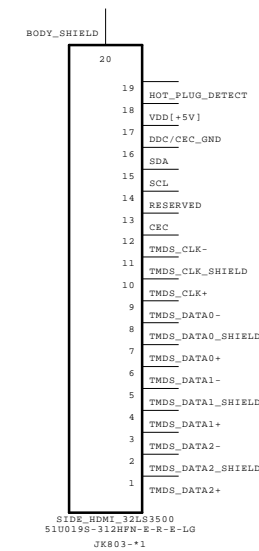 BODY_SHIELD
20
19 HOT_PLUG_DETECT
18 VDD[+5V]
17 DDC/CEC_GND
16 SDA
15 SCL
14 RESERVED
13 CEC
12 TMDS_CLK-
11 TMDS_CLK_SHIELD
10 TMDS_CLK+
9 TMDS_DATA0-
8 TMDS_DATA0_SHIELD
7 TMDS_DATA0+
6 TMDS_DATA1-
5 TMDS_DATA1_SHIELD
4 TMDS_DATA1+
3 TMDS_DATA2-
2 TMDS_DATA2_SHIELD
1 TMDS_DATA2+
SIDE_HDMI_32LS3500
51U019S-312HFN-E-R-E-LG
JK803-*1